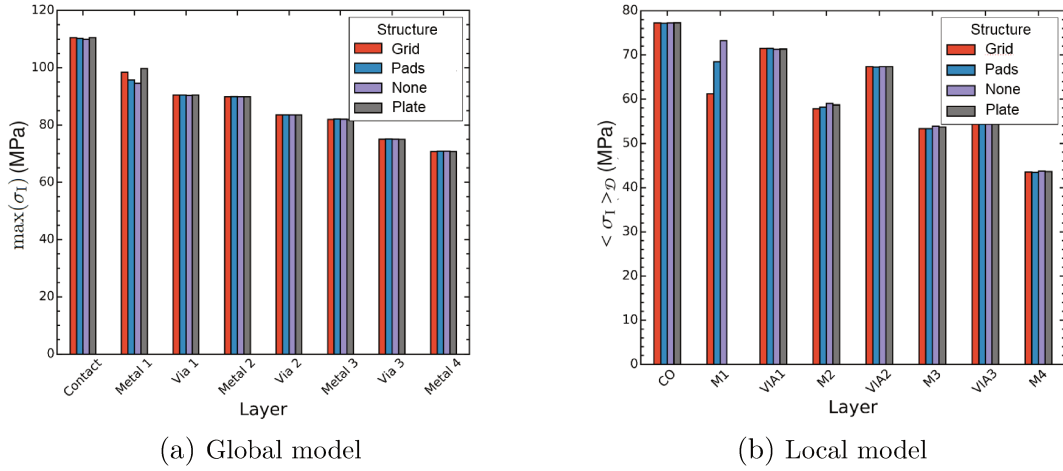 120
100
80
60
40
20
0
max(σI) (MPa)
Structure
Grid
Pads
None
Plate
Contact
Metal 1
Via 1
Metal 2
Via 2
Metal 3
Via 3
Metal 4
Layer
(a) Global model
80
70
60
50
40
30
20
10
0
< σI >𝒟 (MPa)
Structure
Grid
Pads
None
Plate
CO
M1
VIA1
M2
VIA2
M3
VIA3
M4
Layer
(b) Local model